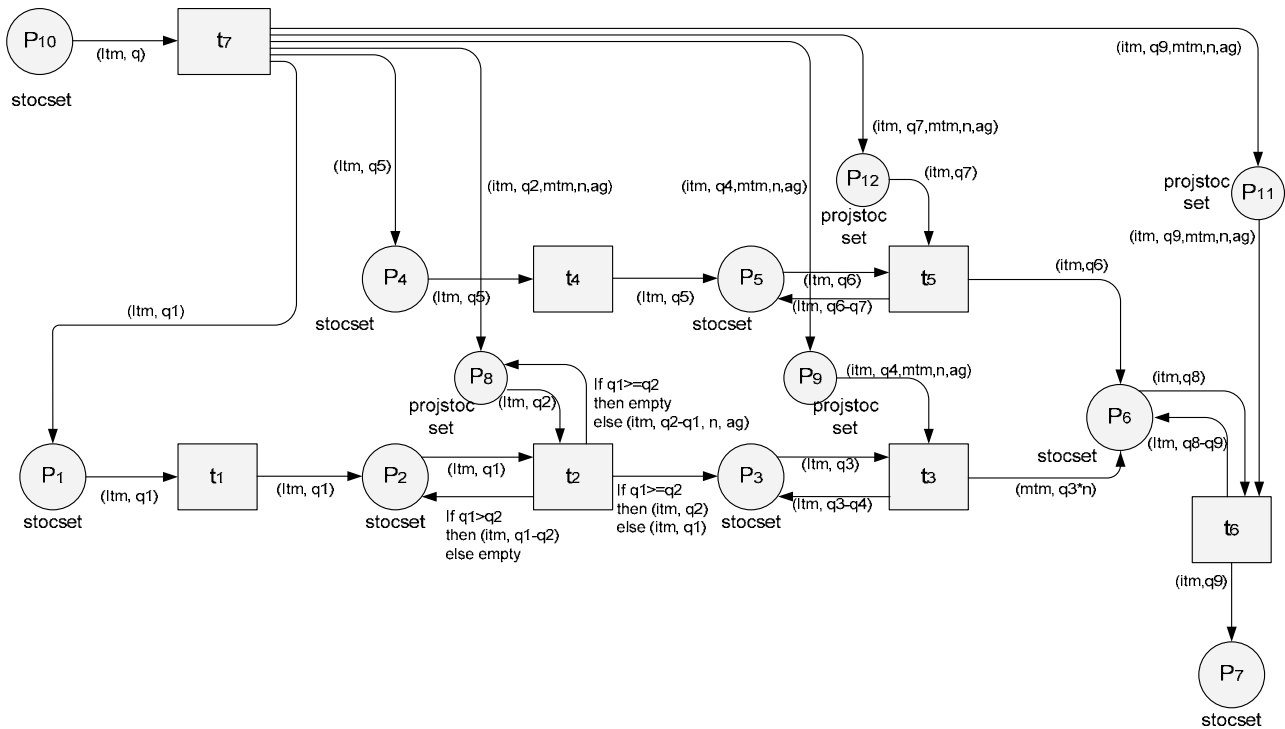 P10
t7
(Itm, q)
stocset
(itm, q9,mtm,n,ag)
(itm, q7,mtm,n,ag)
(Itm, q5)
(itm, q2,mtm,n,ag)
(itm, q4,mtm,n,ag)
P12
(itm,q7)
projstoc
set
projstoc
set
P11
(itm, q9,mtm,n,ag)
P4
(Itm, q5)
stocset
t4
(Itm, q5)
P5
stocset
(Itm, q6)
(Itm, q6-q7)
t5
(itm,q6)
(Itm, q1)
P8
projstoc
set
(Itm, q2)
If q1>=q2
then empty
else (itm, q2-q1, n, ag)
P9
projstoc
set
(itm, q4,mtm,n,ag)
P6
stocset
(itm,q8)
(Itm, q8-q9)
P1
stocset
(Itm, q1)
t1
(Itm, q1)
P2
stocset
(Itm, q1)
If q1>q2
then (itm, q1-q2)
else empty
t2
If q1>=q2
then (itm, q2)
else (itm, q1)
P3
stocset
(Itm, q3)
(Itm, q3-q4)
t3
(mtm, q3*n)
t6
(itm,q9)
P7
stocset